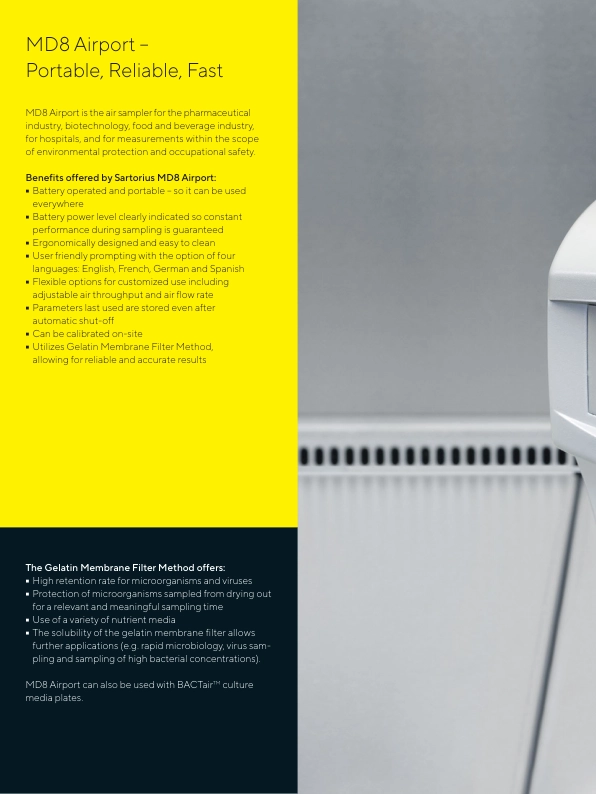 MD8 Airport –
Portable, Reliable, Fast
MD8 Airport is the air sampler for the pharmaceutical
industry, biotechnology, food and beverage industry,
for hospitals, and for measurements within the scope
of environmental protection and occupational safety.
Benefits offered by Sartorius MD8 Airport:
▪ Battery operated and portable – so it can be used
everywhere
▪ Battery power level clearly indicated so constant
performance during sampling is guaranteed
▪ Ergonomically designed and easy to clean
▪ User friendly prompting with the option of four
languages: English, French, German and Spanish
▪ Flexible options for customized use including
adjustable air throughput and air flow rate
▪ Parameters last used are stored even after
automatic shut-off
▪ Can be calibrated on-site
▪ Utilizes Gelatin Membrane Filter Method,
allowing for reliable and accurate results
The Gelatin Membrane Filter Method offers:
▪ High retention rate for microorganisms and viruses
▪ Protection of microorganisms sampled from drying out
for a relevant and meaningful sampling time
▪ Use of a variety of nutrient media
▪ The solubility of the gelatin membrane filter allows
further applications (e.g. rapid microbiology, virus sam-
pling and sampling of high bacterial concentrations).
MD8 Airport can also be used with BACTair™ culture
media plates.